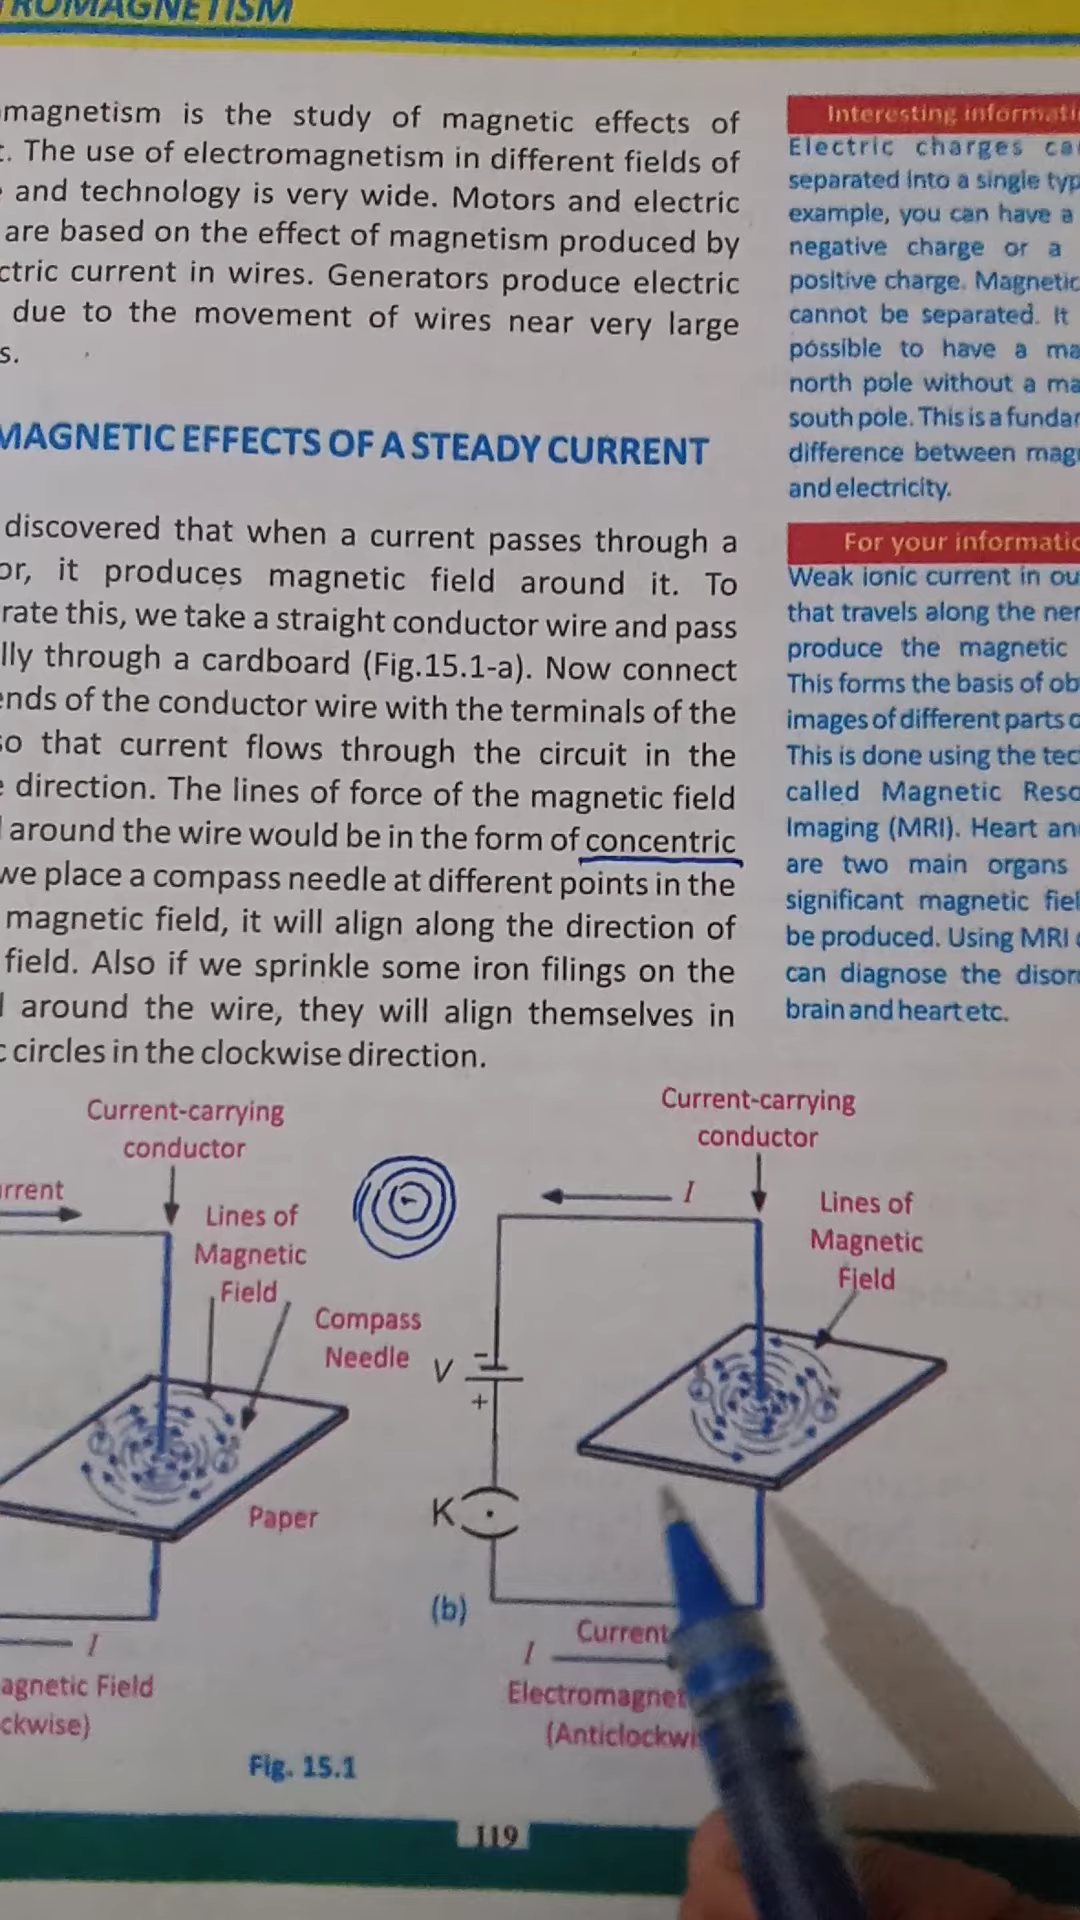 TROMAGNETISM
magnetism is the study of magnetic effects of
. The use of electromagnetism in different fields of
and technology is very wide. Motors and electric
are based on the effect of magnetism produced by
ctric current in wires. Generators produce electric
due to the movement of wires near very large
s.
MAGNETIC EFFECTS OF A STEADY CURRENT
discovered that when a current passes through a
or, it produces magnetic field around it. To
rate this, we take a straight conductor wire and pass
lly through a cardboard (Fig.15.1-a). Now connect
ends of the conductor wire with the terminals of the
so that current flows through the circuit in the
e direction. The lines of force of the magnetic field
around the wire would be in the form of concentric
we place a compass needle at different points in the
magnetic field, it will align along the direction of
field. Also if we sprinkle some iron filings on the
around the wire, they will align themselves in
c circles in the clockwise direction.
Interesting informati
Electric charges ca
separated into a single typ
example, you can have a
negative charge or a
positive charge. Magnetic
cannot be separated. It
possible to have a ma
north pole without a ma
south pole. This is a fundar
difference between mag
and electricity.
For your informatio
Weak ionic current in ou
that travels along the ner
produce the magnetic
This forms the basis of ob
images of different parts o
This is done using the tec
called Magnetic Reso
Imaging (MRI). Heart an
are two main organs
significant magnetic fiel
be produced. Using MRI
can diagnose the disor
brain and heart etc.
Current-carrying
conductor
urrent
Lines of
Magnetic
Field
Compass
Needle
Paper
I
agnetic Field
ckwise)
Current-carrying
conductor
I
Lines of
Magnetic
Field
V
-
+
K
(b)
Current
I
Electromagnet
(Anticlockwis
Fig. 15.1
119